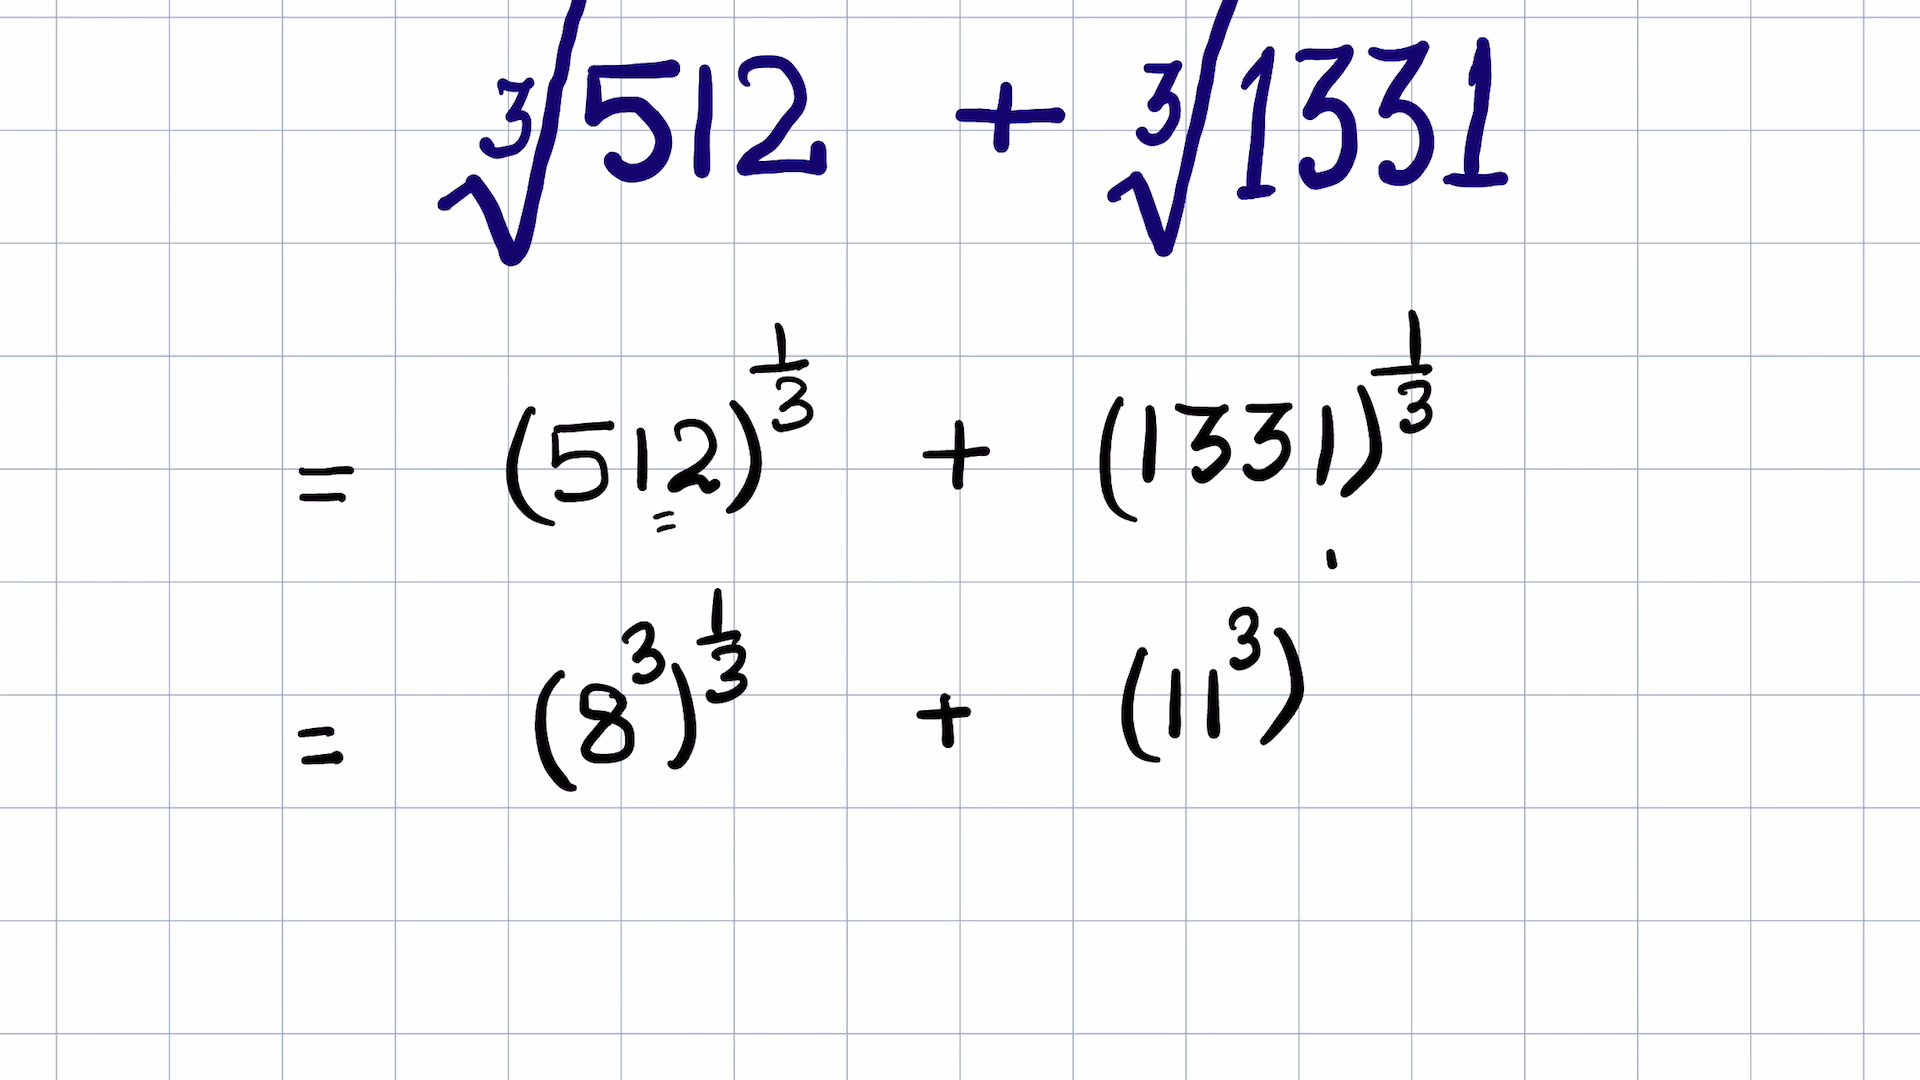 ∛512 + ∛1331
= (512)^(1/3) + (1331)^(1/3)
= (8³)^(1/3) + (11³)